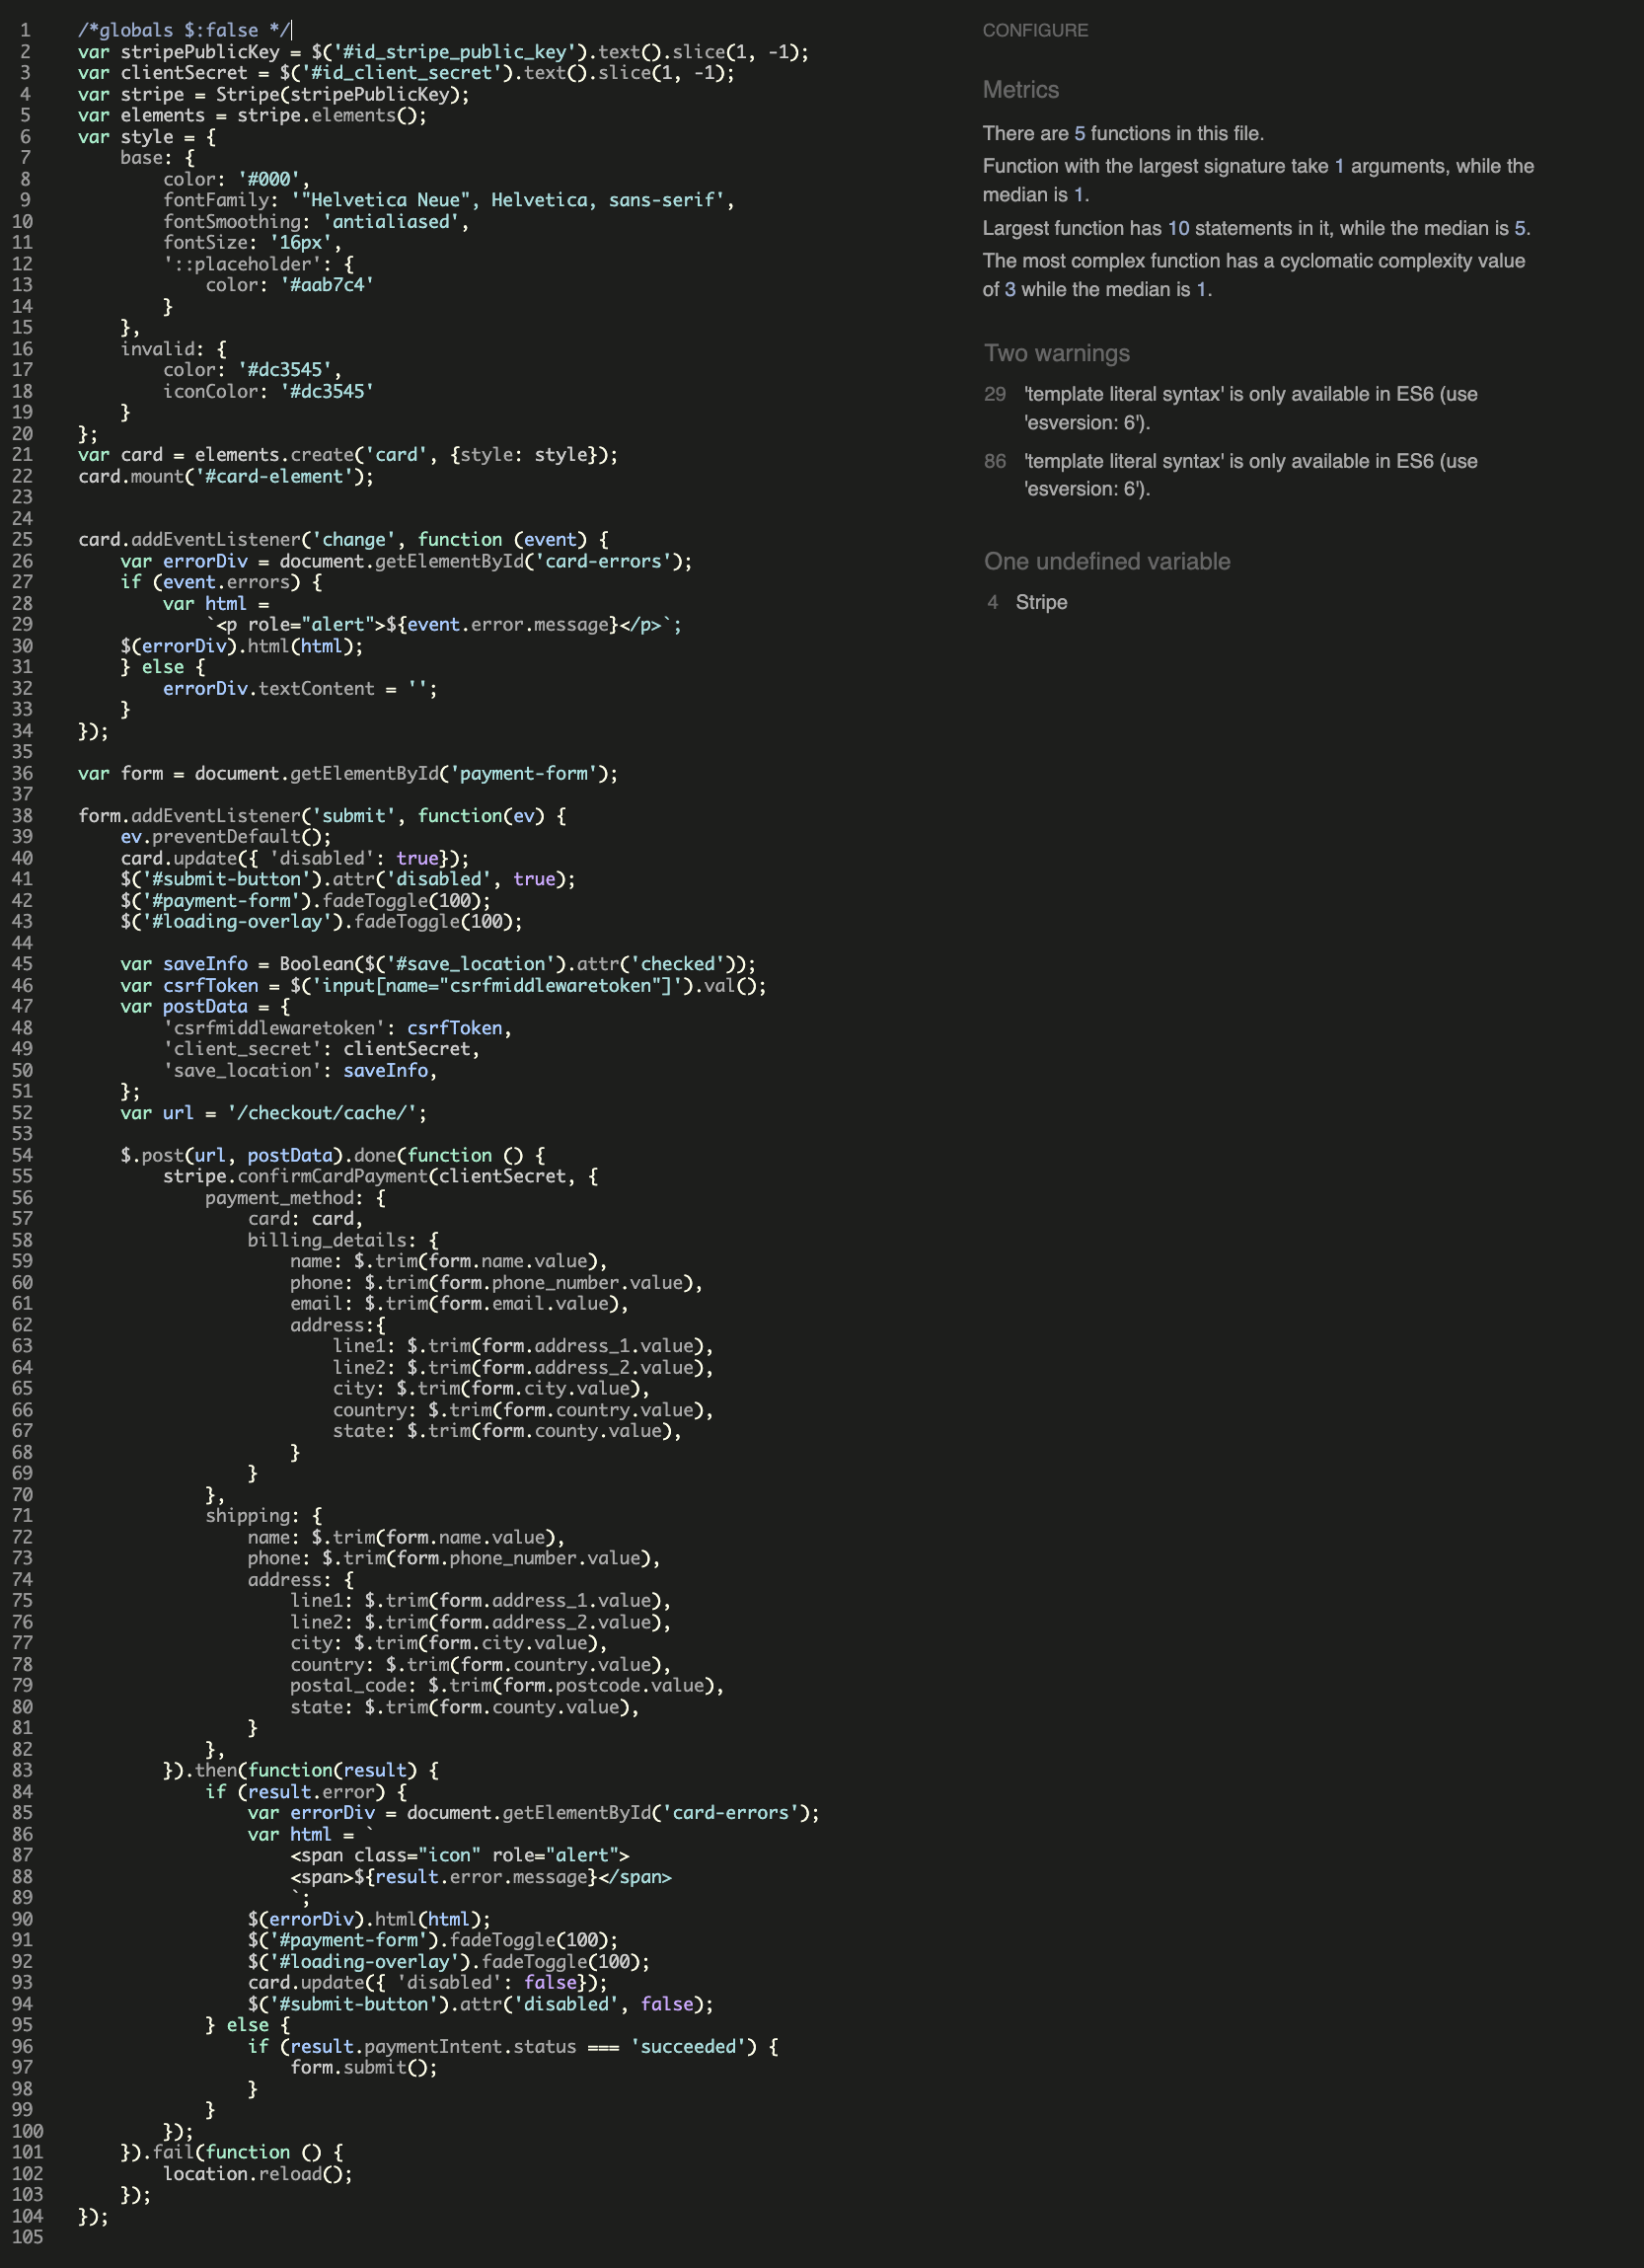 1 /*globals $:false */
2 var stripePublicKey = $('#id_stripe_public_key').text().slice(1, -1);
3 var clientSecret = $('#id_client_secret').text().slice(1, -1);
4 var stripe = Stripe(stripePublicKey);
5 var elements = stripe.elements();
6 var style = {
7     base: {
8         color: '#000',
9         fontFamily: '"Helvetica Neue", Helvetica, sans-serif',
10         fontSmoothing: 'antialiased',
11         fontSize: '16px',
12         '::placeholder': {
13             color: '#aab7c4'
14         }
15     },
16     invalid: {
17         color: '#dc3545',
18         iconColor: '#dc3545'
19     }
20 };
21 var card = elements.create('card', {style: style});
22 card.mount('#card-element');
23
24
25 card.addEventListener('change', function (event) {
26     var errorDiv = document.getElementById('card-errors');
27     if (event.errors) {
28         var html =
29             `<p role="alert">${event.error.message}</p>`;
30     $(errorDiv).html(html);
31     } else {
32         errorDiv.textContent = '';
33     }
34 });
35
36 var form = document.getElementById('payment-form');
37
38 form.addEventListener('submit', function(ev) {
39     ev.preventDefault();
40     card.update({ 'disabled': true});
41     $('#submit-button').attr('disabled', true);
42     $('#payment-form').fadeToggle(100);
43     $('#loading-overlay').fadeToggle(100);
44
45     var saveInfo = Boolean($('#save_location').attr('checked'));
46     var csrfToken = $('input[name="csrfmiddlewaretoken"]').val();
47     var postData = {
48         'csrfmiddlewaretoken': csrfToken,
49         'client_secret': clientSecret,
50         'save_location': saveInfo,
51     };
52     var url = '/checkout/cache/';
53
54     $.post(url, postData).done(function () {
55         stripe.confirmCardPayment(clientSecret, {
56             payment_method: {
57                 card: card,
58                 billing_details: {
59                     name: $.trim(form.name.value),
60                     phone: $.trim(form.phone_number.value),
61                     email: $.trim(form.email.value),
62                     address:{
63                         line1: $.trim(form.address_1.value),
64                         line2: $.trim(form.address_2.value),
65                         city: $.trim(form.city.value),
66                         country: $.trim(form.country.value),
67                         state: $.trim(form.county.value),
68                     }
69                 }
70             },
71             shipping: {
72                 name: $.trim(form.name.value),
73                 phone: $.trim(form.phone_number.value),
74                 address: {
75                     line1: $.trim(form.address_1.value),
76                     line2: $.trim(form.address_2.value),
77                     city: $.trim(form.city.value),
78                     country: $.trim(form.country.value),
79                     postal_code: $.trim(form.postcode.value),
80                     state: $.trim(form.county.value),
81                 }
82             },
83         }).then(function(result) {
84             if (result.error) {
85                 var errorDiv = document.getElementById('card-errors');
86                 var html = `
87                     <span class="icon" role="alert">
88                     <span>${result.error.message}</span>
89                     `;
90                 $(errorDiv).html(html);
91                 $('#payment-form').fadeToggle(100);
92                 $('#loading-overlay').fadeToggle(100);
93                 card.update({ 'disabled': false});
94                 $('#submit-button').attr('disabled', false);
95             } else {
96                 if (result.paymentIntent.status === 'succeeded') {
97                     form.submit();
98                 }
99             }
100         });
101     }).fail(function () {
102         location.reload();
103     });
104 });
105
CONFIGURE
Metrics
There are 5 functions in this file.
Function with the largest signature take 1 arguments, while the
median is 1.
Largest function has 10 statements in it, while the median is 5.
The most complex function has a cyclomatic complexity value
of 3 while the median is 1.
Two warnings
29 'template literal syntax' is only available in ES6 (use
'esversion: 6').
86 'template literal syntax' is only available in ES6 (use
'esversion: 6').
One undefined variable
4 Stripe